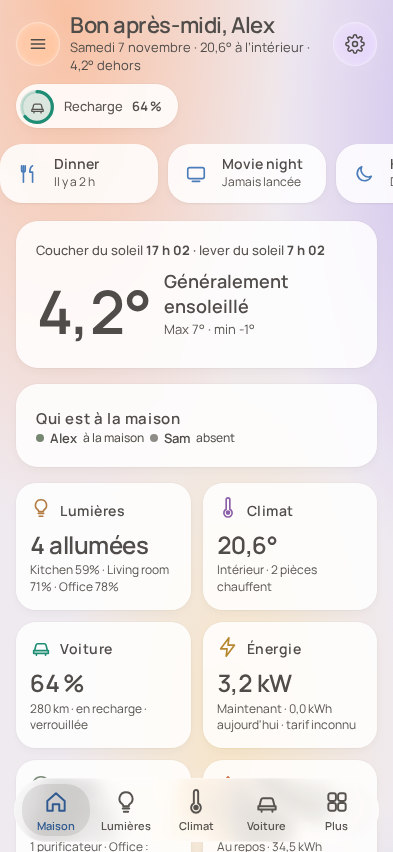 Bon après-midi, Alex
Samedi 7 novembre · 20,6° à l'intérieur ·
4,2° dehors
Recharge 64 %
Dinner
Il y a 2 h
Movie night
Jamais lancée
Coucher du soleil 17 h 02 · lever du soleil 7 h 02
4,2°
Généralement
ensoleillé
Max 7° · min -1°
Qui est à la maison
Alex à la maison Sam absent
Lumières
4 allumées
Kitchen 59% · Living room
71% · Office 78%
Climat
20,6°
Intérieur · 2 pièces
chauffent
Voiture
64 %
280 km · en recharge ·
verrouillée
Énergie
3,2 kW
Maintenant · 0,0 kWh
aujourd'hui · tarif inconnu
Maison
Lumières
Climat
Voiture
Plus
1 purificateur · Office :
Au repos · 34,5 kWh